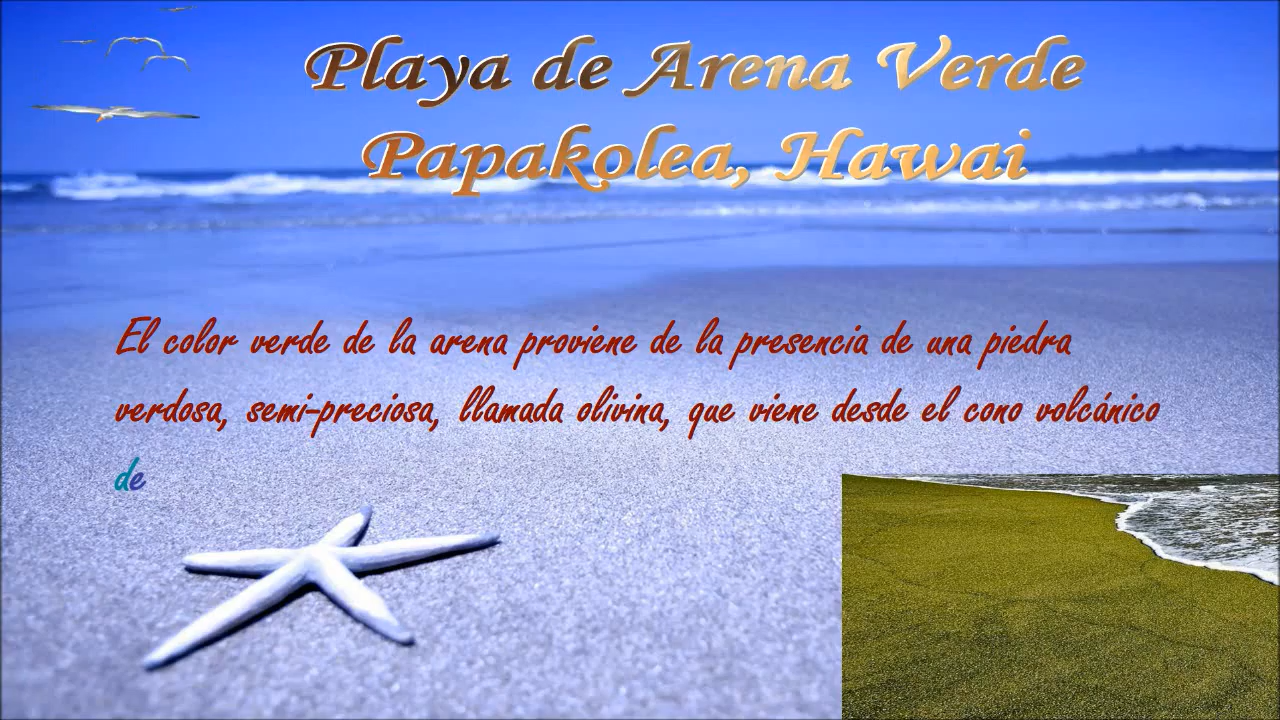 Playa de Arena Verde
Papakolea, Hawai
El color verde de la arena proviene de la presencia de una piedra
verdosa, semi-preciosa, llamada olivina, que viene desde el cono volcánico
de